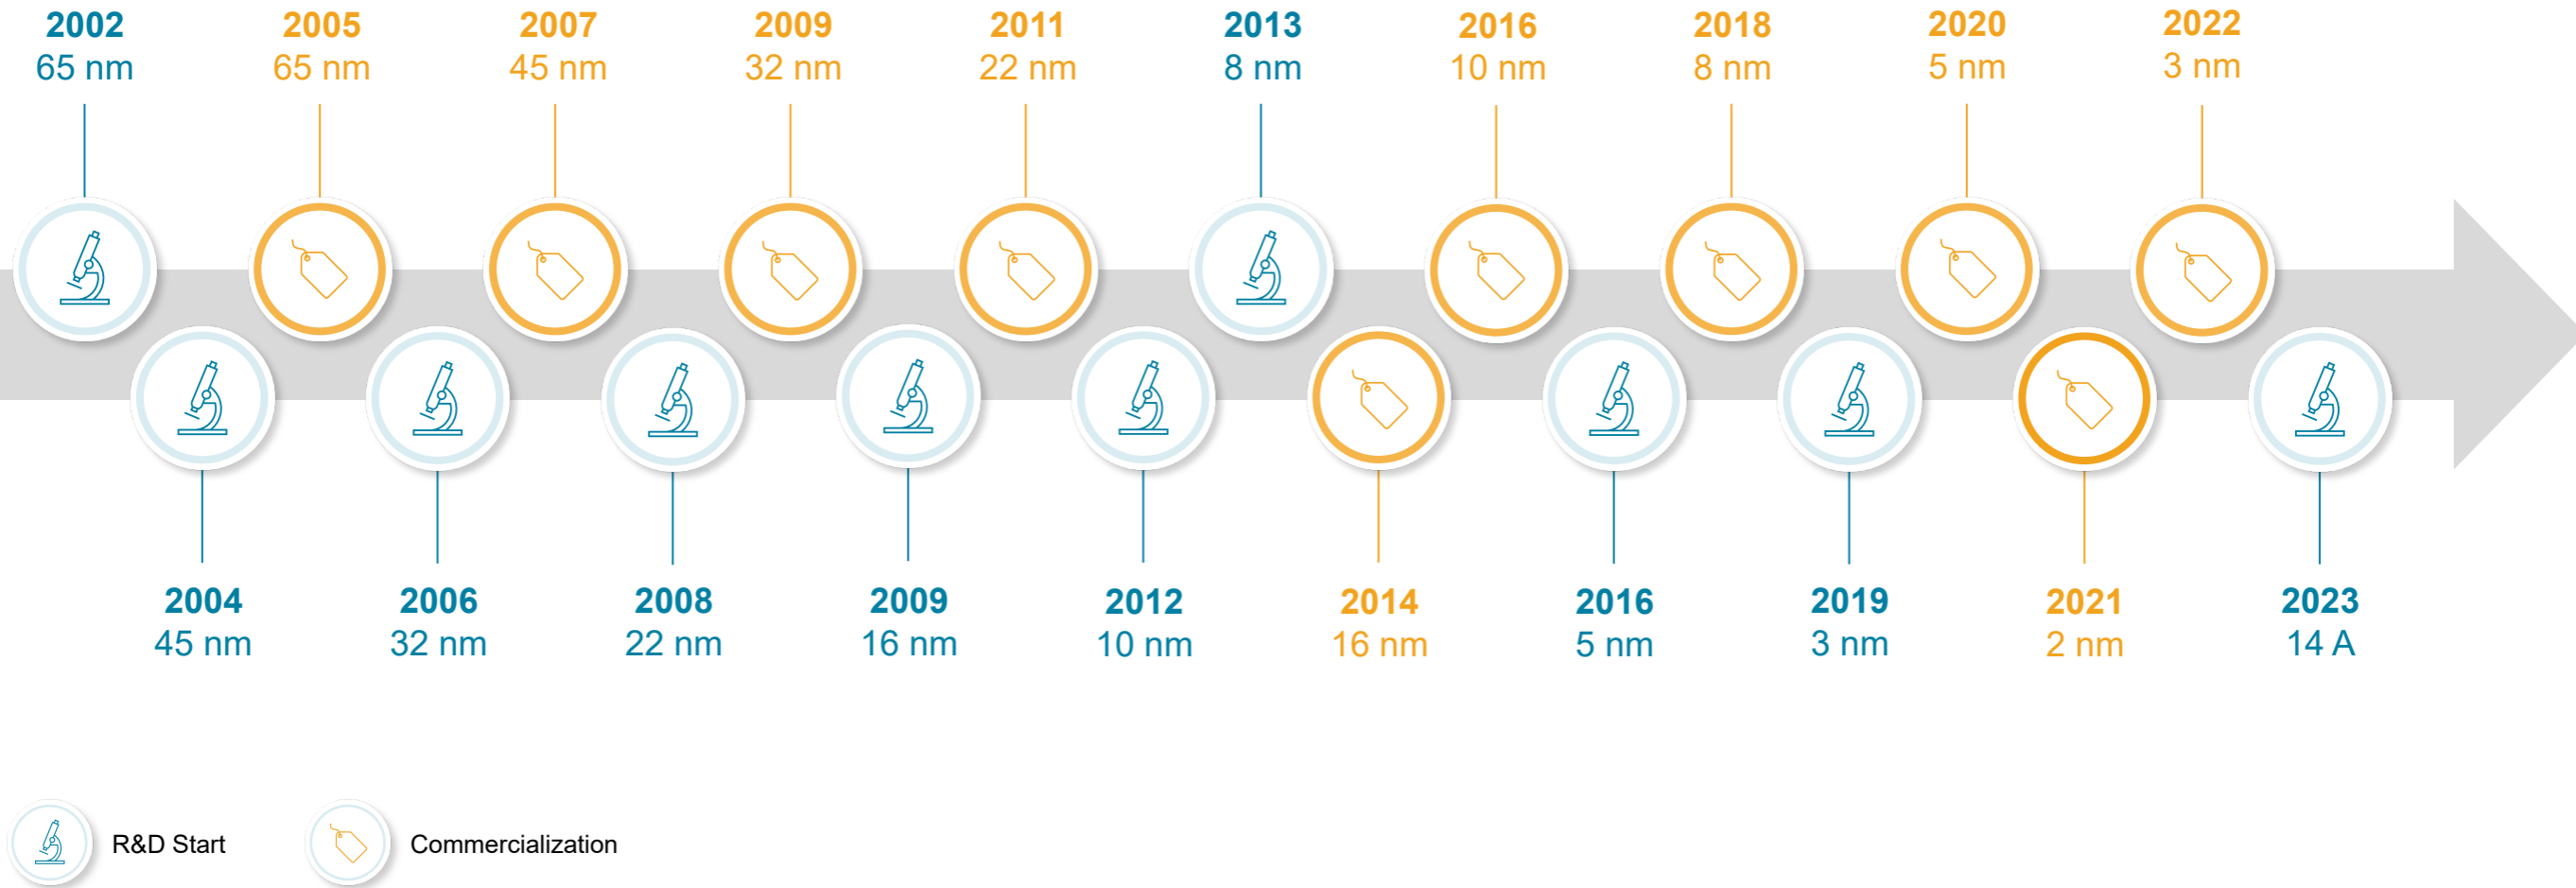 2002
65 nm
2005
65 nm
2007
45 nm
2009
32 nm
2011
22 nm
2013
8 nm
2016
10 nm
2018
8 nm
2020
5 nm
2022
3 nm
2004
45 nm
2006
32 nm
2008
22 nm
2009
16 nm
2012
10 nm
2014
16 nm
2016
5 nm
2019
3 nm
2021
2 nm
2023
14 A
R&D Start
Commercialization